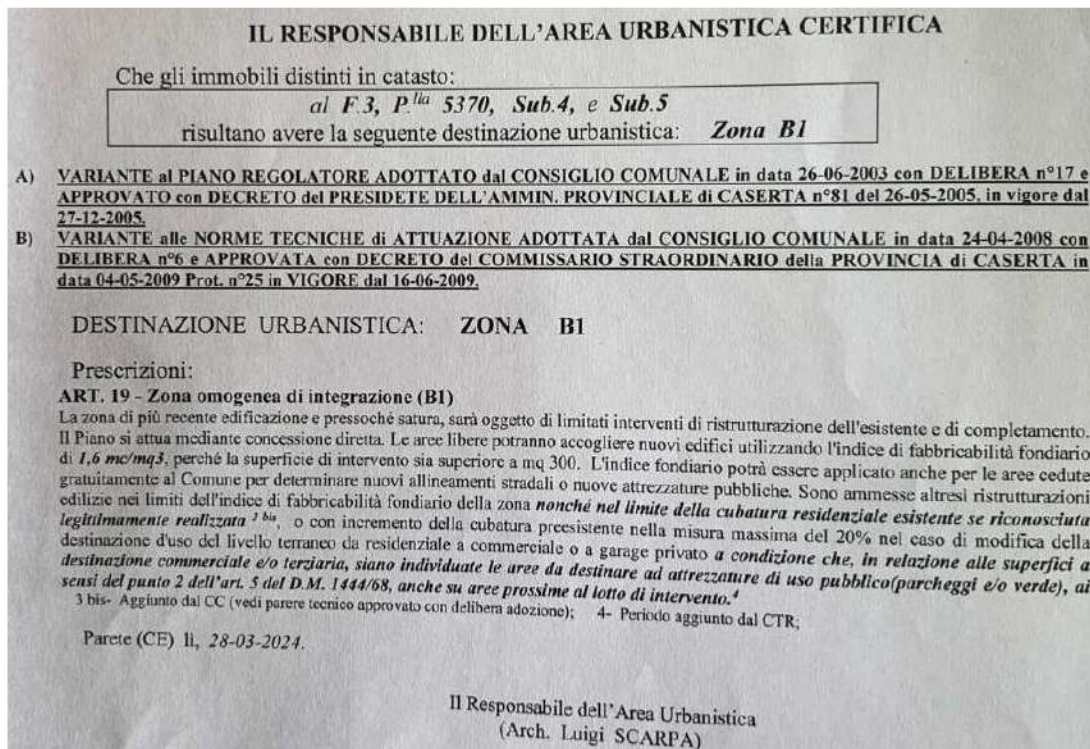 IL RESPONSABILE DELL'AREA URBANISTICA CERTIFICA
Che gli immobili distinti in catasto:
al F.3, P.lla 5370, Sub.4, e Sub.5
risultano avere la seguente destinazione urbanistica: Zona B1
A) VARIANTE al PIANO REGOLATORE ADOTTATO dal CONSIGLIO COMUNALE in data 26-06-2003 con DELIBERA n°17 e
APPROVATO con DECRETO del PRESIDETE DELL'AMMIN. PROVINCIALE di CASERTA n°81 del 26-05-2005, in vigore dal
27-12-2005.
B) VARIANTE alle NORME TECNICHE di ATTUAZIONE ADOTTATA dal CONSIGLIO COMUNALE in data 24-04-2008 con
DELIBERA n°6 e APPROVATA con DECRETO del COMMISSARIO STRAORDINARIO della PROVINCIA di CASERTA in
data 04-05-2009 Prot. n°25 in VIGORE dal 16-06-2009.
DESTINAZIONE URBANISTICA: ZONA B1
Prescrizioni:
ART. 19 - Zona omogenea di integrazione (B1)
La zona di più recente edificazione e pressoché satura, sarà oggetto di limitati interventi di ristrutturazione dell'esistente e di completamento.
Il Piano si attua mediante concessione diretta. Le aree libere potranno accogliere nuovi edifici utilizzando l'indice di fabbricabilità fondiario
di 1,6 mc/mq3, perché la superficie di intervento sia superiore a mq 300. L'indice fondiario potrà essere applicato anche per le aree cedute
gratuitamente al Comune per determinare nuovi allineamenti stradali o nuove attrezzature pubbliche. Sono ammesse altresì ristrutturazioni
edilizie nei limiti dell'indice di fabbricabilità fondiario della zona nonché nel limite della cubatura residenziale esistente se riconosciuta
legittimamente realizzata 3 bis, o con incremento della cubatura preesistente nella misura massima del 20% nel caso di modifica della
destinazione d'uso del livello terraneo da residenziale a commerciale o a garage privato a condizione che, in relazione alle superfici a
destinazione commerciale e/o terziaria, siano individuate le aree da destinare ad attrezzature di uso pubblico(parcheggi e/o verde), ai
sensi del punto 2 dell'art. 5 del D.M. 1444/68, anche su aree prossime al lotto di intervento.4
3 bis- Aggiunto dal CC (vedi parere tecnico approvato con delibera adozione); 4- Periodo aggiunto dal CTR;
Parete (CE) lì, 28-03-2024.
Il Responsabile dell'Area Urbanistica
(Arch. Luigi SCARPA)